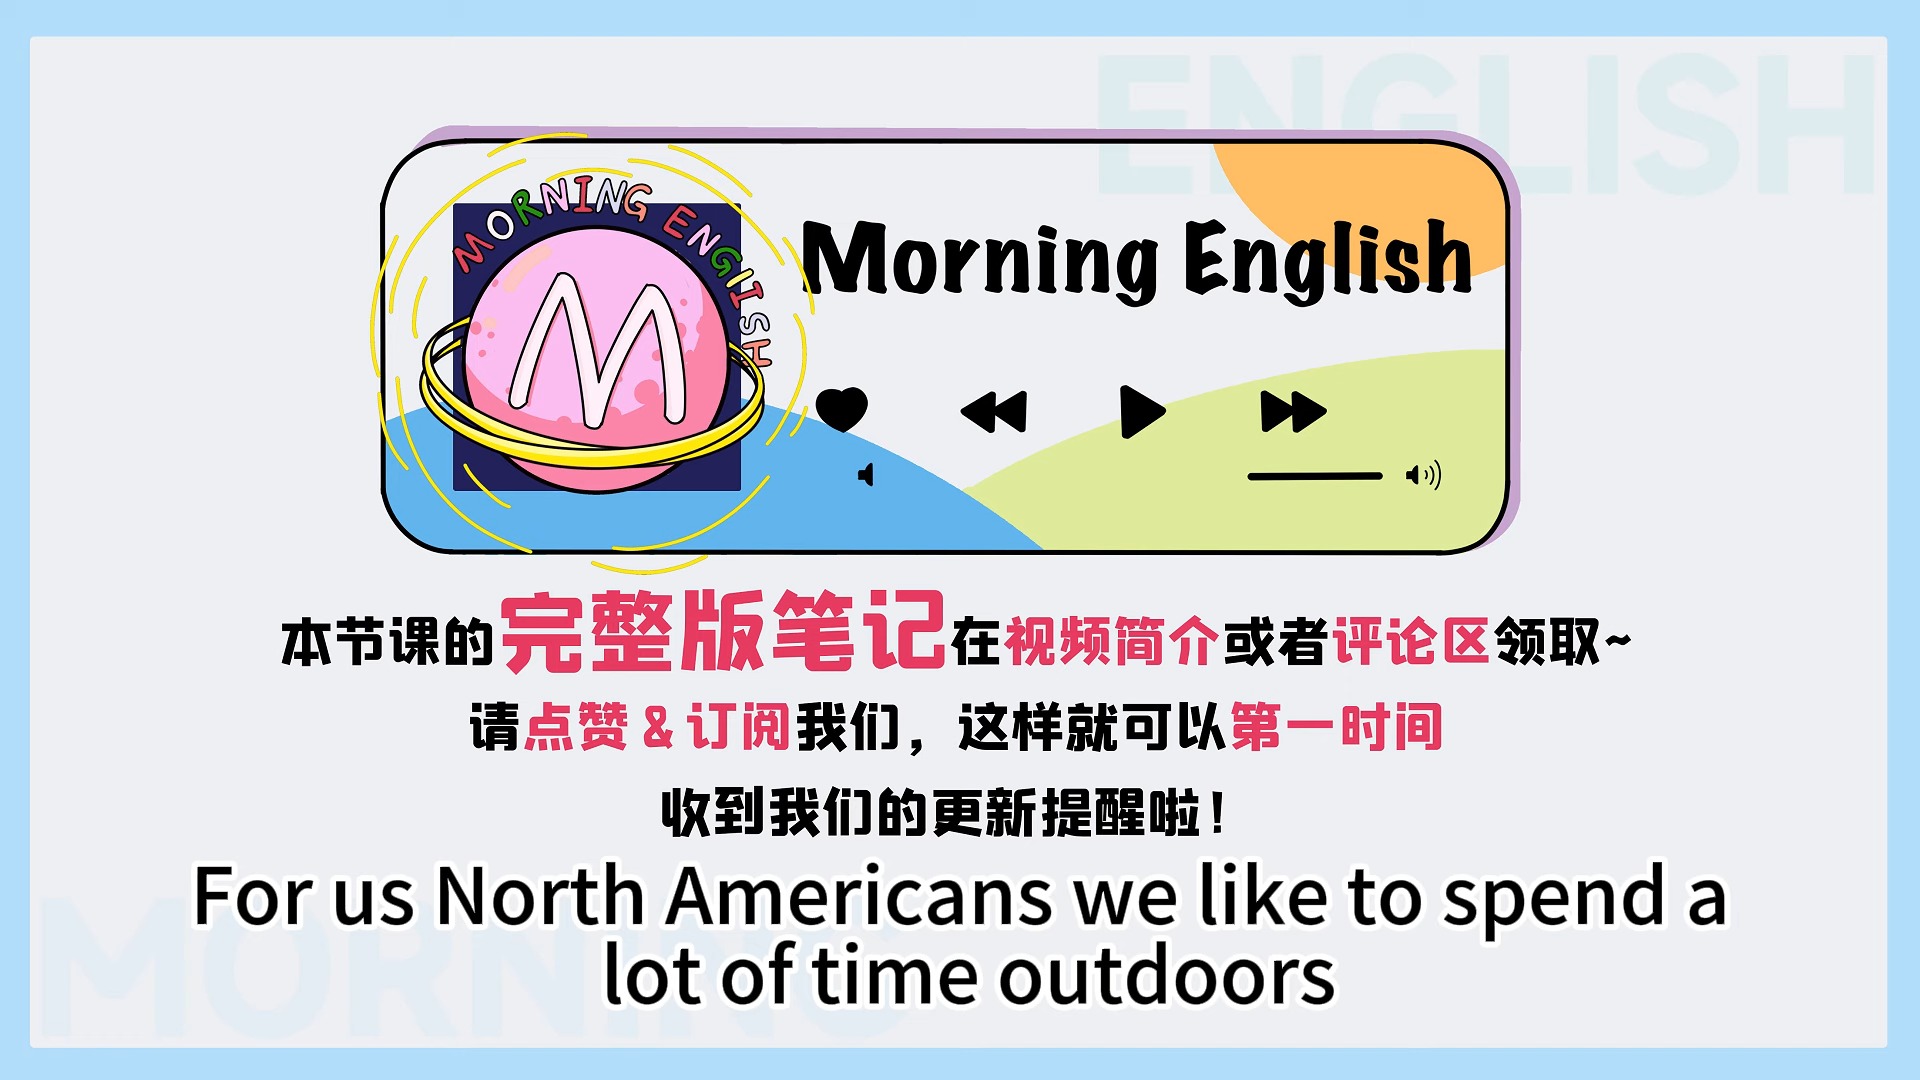 ENGLISH
MORNING ENGLISH
M
Morning English
本节课的完整版笔记在视频简介或者评论区领取~
请点赞&订阅我们，这样就可以第一时间
收到我们的更新提醒啦！
For us North Americans we like to spend a
lot of time outdoors
MORNING